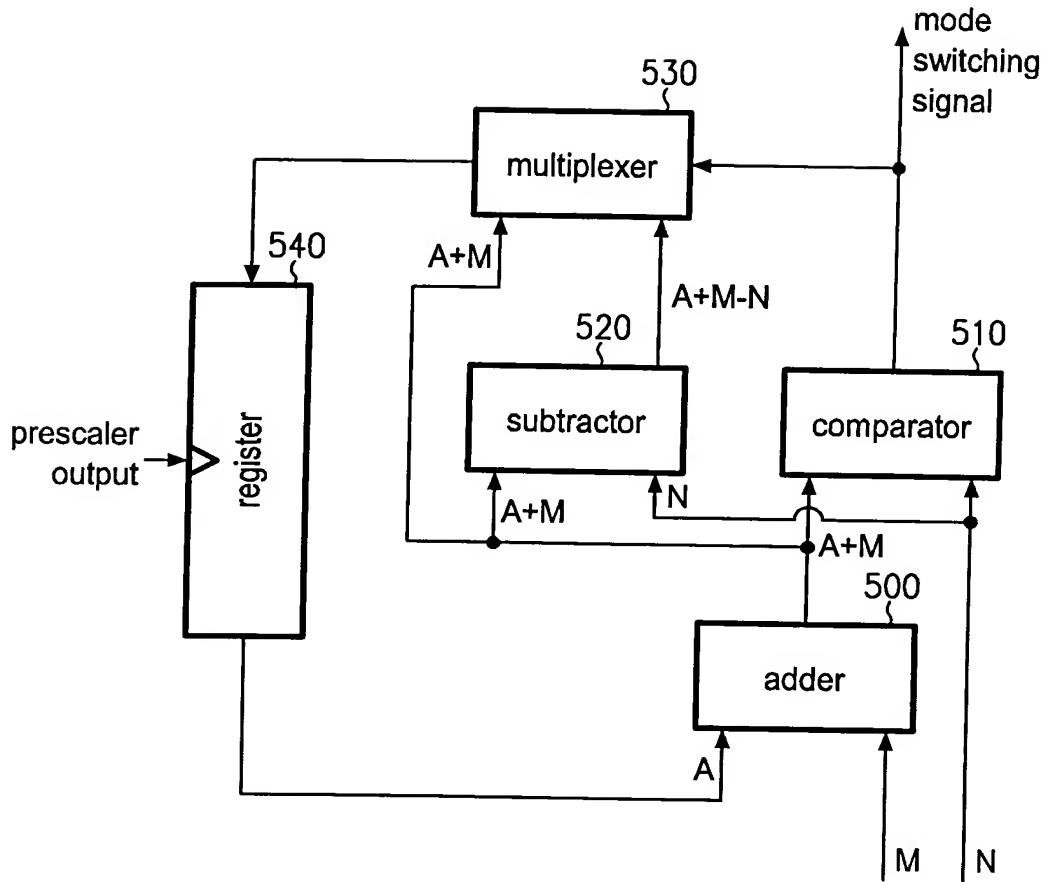 mode
switching
signal
530
multiplexer
540
A+M
A+M-N
520
510
subtractor
comparator
prescaler
output
register
A+M
N
A+M
500
adder
A
M
N